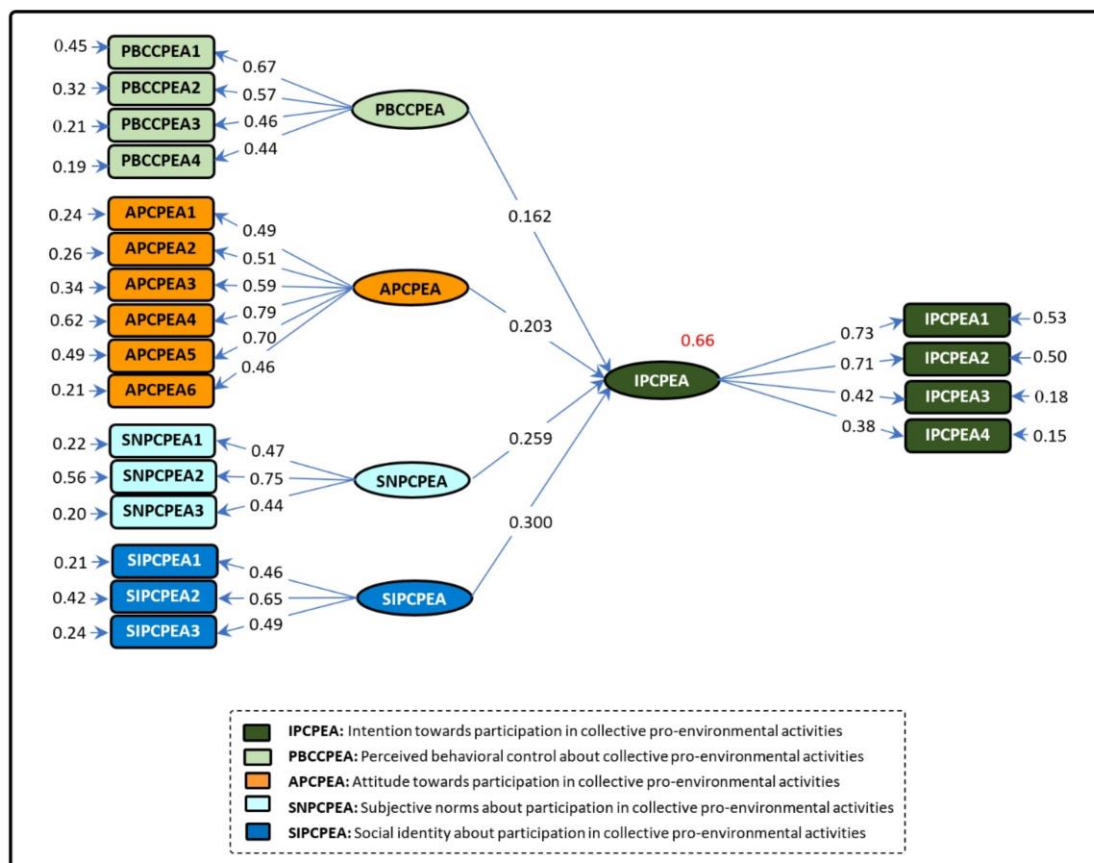 0.45 PBCCPEA1 0.67
0.32 PBCCPEA2 0.57 PBCCPEA
0.21 PBCCPEA3 0.46
0.19 PBCCPEA4 0.44
0.162
0.24 APCPEA1 0.49
0.26 APCPEA2 0.51
0.34 APCPEA3 0.59 APCPEA
0.62 APCPEA4 0.79
0.49 APCPEA5 0.70
0.21 APCPEA6 0.46
0.203
0.66
IPCPEA
0.73 IPCPEA1 0.53
0.71 IPCPEA2 0.50
0.42 IPCPEA3 0.18
0.38 IPCPEA4 0.15
0.22 SNPCPEA1 0.47
0.56 SNPCPEA2 0.75 SNPCPEA
0.20 SNPCPEA3 0.44
0.259
0.21 SIPCPEA1 0.46
0.42 SIPCPEA2 0.65 SIPCPEA
0.24 SIPCPEA3 0.49
0.300
IPCPEA: Intention towards participation in collective pro-environmental activities
PBCCPEA: Perceived behavioral control about collective pro-environmental activities
APCPEA: Attitude towards participation in collective pro-environmental activities
SNPCPEA: Subjective norms about participation in collective pro-environmental activities
SIPCPEA: Social identity about participation in collective pro-environmental activities